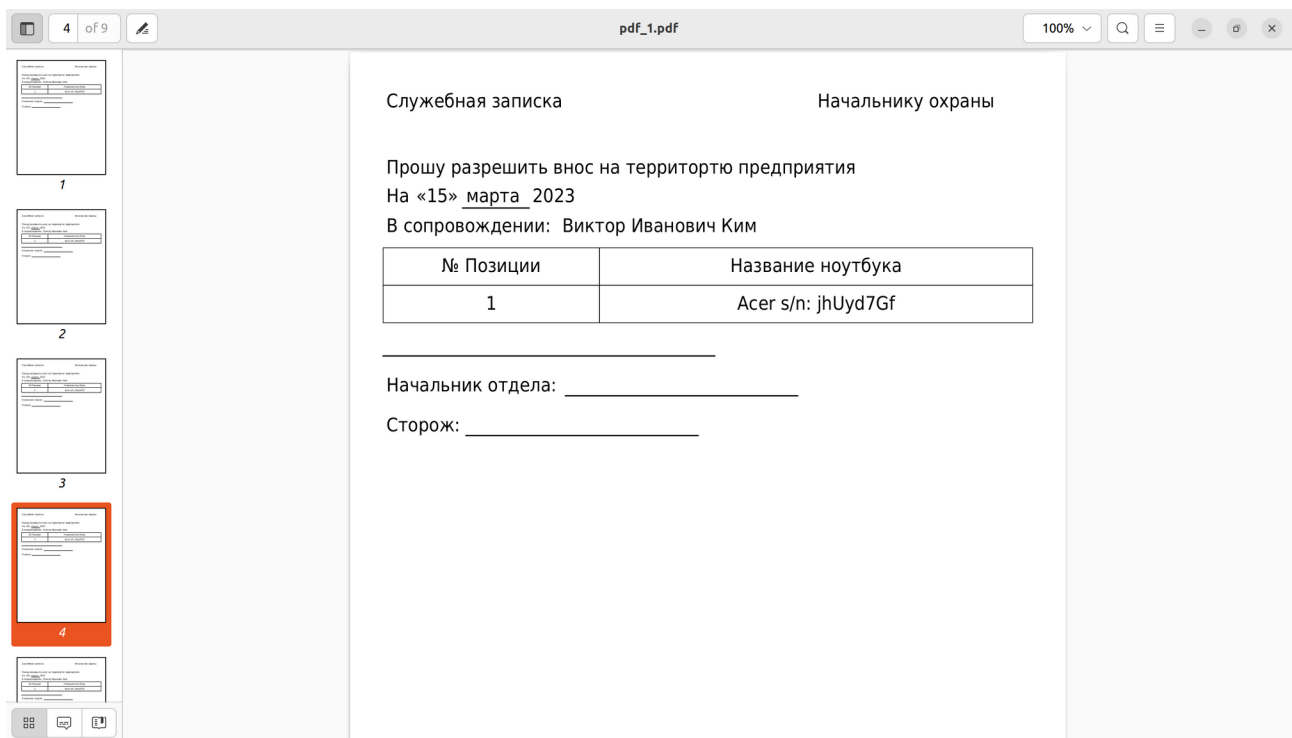 4 of 9 pdf_1.pdf 100%
Служебная записка Начальнику охраны
Прошу разрешить внос на территортю предприятия
На «15» марта 2023
В сопровождении: Виктор Иванович Ким
№ Позиции Название ноутбука
1 Acer s/n: jhUyd7Gf
Начальник отдела:
Сторож:
1
2
3
4